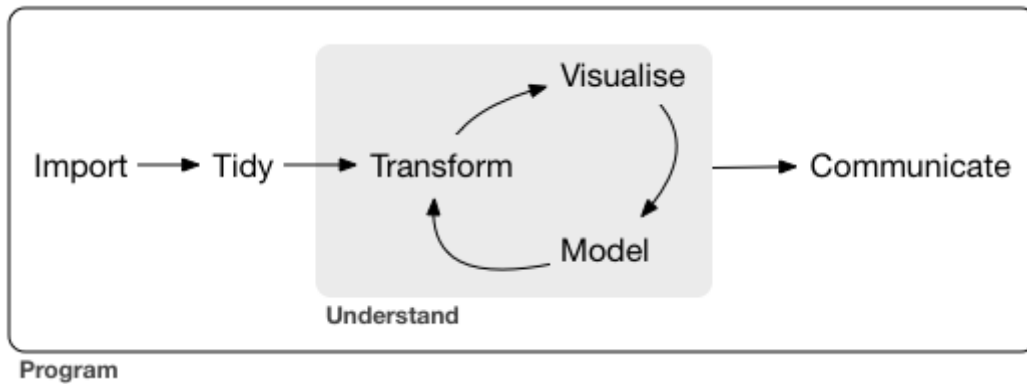 Visualise
Import
Tidy
Transform
Communicate
Model
Understand
Program